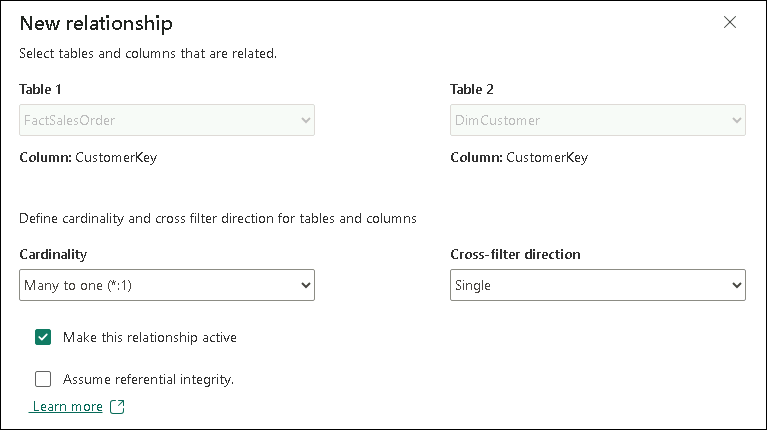 New relationship
Select tables and columns that are related.
Table 1 Table 2
FactSalesOrder DimCustomer
Column: CustomerKey Column: CustomerKey
Define cardinality and cross filter direction for tables and columns
Cardinality Cross-filter direction
Many to one (*:1) Single
Make this relationship active
Assume referential integrity.
Learn more